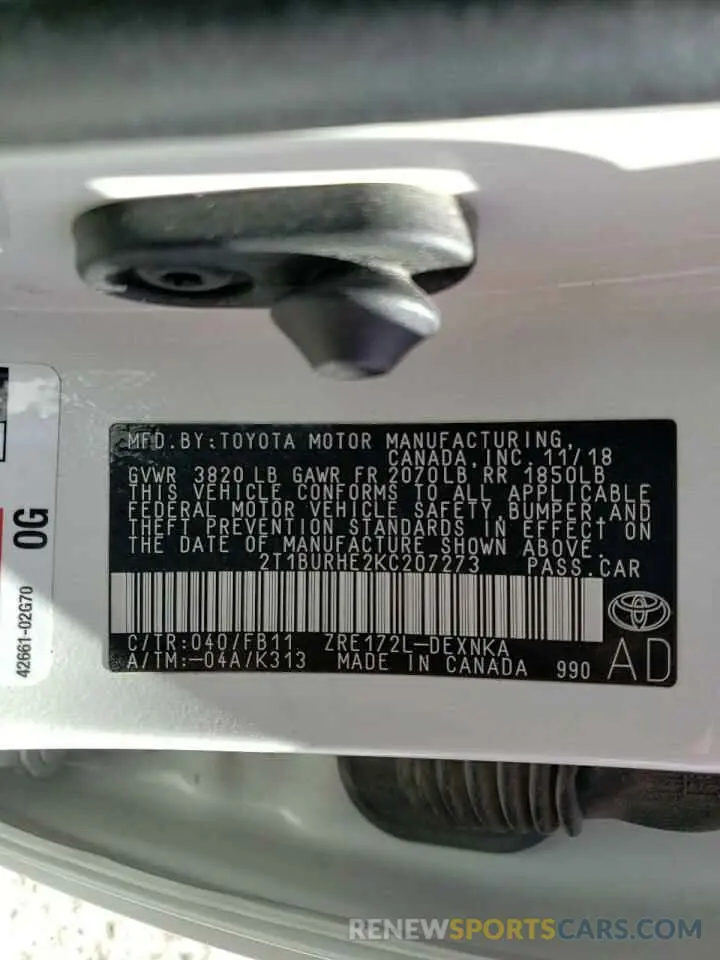 MFD. BY: TOYOTA MOTOR MANUFACTURING,
CANADA, INC. 11/18
GVWR 3820 LB GAWR FR 2070LB RR 1850LB
THIS VEHICLE CONFORMS TO ALL APPLICABLE
FEDERAL MOTOR VEHICLE SAFETY, BUMPER, AND
THEFT PREVENTION STANDARDS IN EFFECT ON
THE DATE OF MANUFACTURE SHOWN ABOVE.
2T1BURHE2KC207273 PASS. CAR
C/TR: 040/FB11 ZRE172L-DEXNKA
A/TM: -04A/K313 MADE IN CANADA 990 AD
0G
42661-02G70
RENEWSPORTSCARS.COM